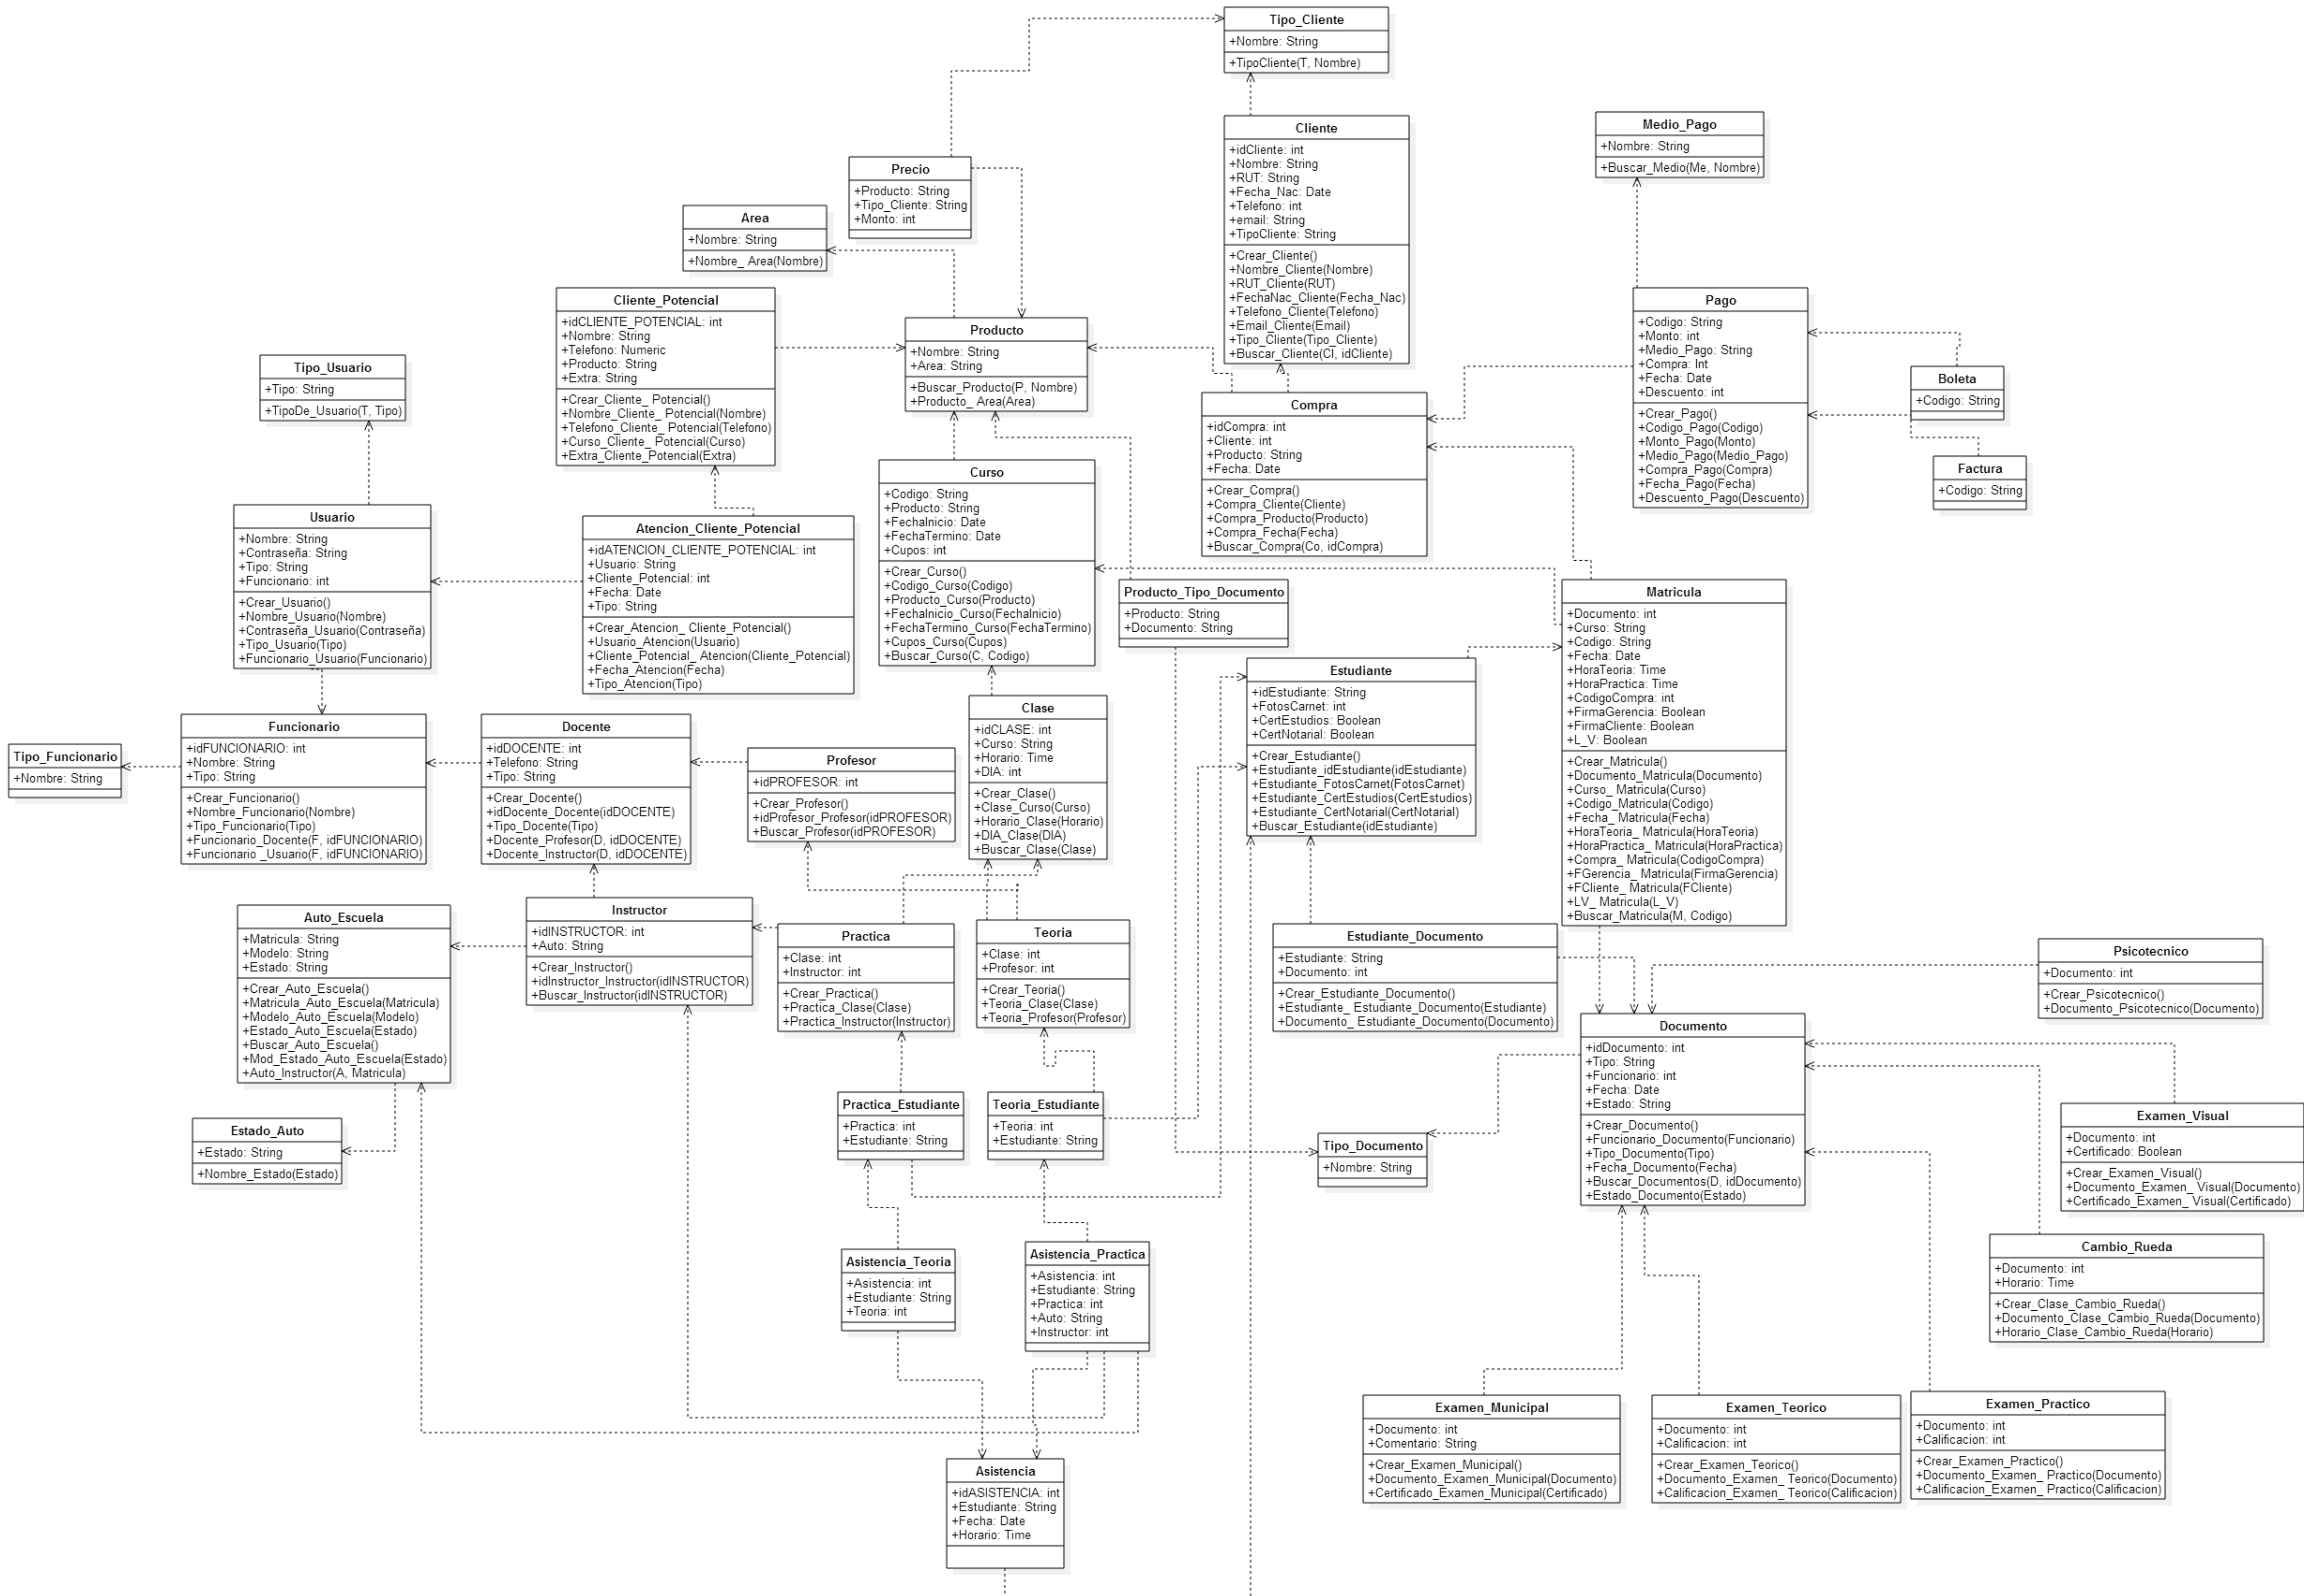 Tipo_Cliente
+Nombre: String
+TipoCliente(T, Nombre)
Cliente
+idCliente: int
+Nombre: String
+RUT: String
+Fecha_Nac: Date
+Telefono: int
+email: String
+TipoCliente: String
+Crear_Cliente()
+Nombre_Cliente(Nombre)
+RUT_Cliente(RUT)
+FechaNac_Cliente(Fecha_Nac)
+Telefono_Cliente(Telefono)
+Email_Cliente(Email)
+Tipo_Cliente(Tipo_Cliente)
+Buscar_Cliente(Cl, idCliente)
Medio_Pago
+Nombre: String
+Buscar_Medio(Me, Nombre)
Precio
+Producto: String
+Tipo_Cliente: String
+Monto: int
Area
+Nombre: String
+Nombre_ Area(Nombre)
Cliente_Potencial
+idCLIENTE_POTENCIAL: int
+Nombre: String
+Telefono: Numeric
+Producto: String
+Extra: String
+Crear_Cliente_ Potencial()
+Nombre_Cliente_ Potencial(Nombre)
+Telefono_Cliente_ Potencial(Telefono)
+Curso_Cliente_Potencial(Curso)
+Extra_Cliente_Potencial(Extra)
Producto
+Nombre: String
+Area: String
+Buscar_Producto(P, Nombre)
+Producto_ Area(Area)
Pago
+Codigo: String
+Monto: int
+Medio_Pago: String
+Compra: Int
+Fecha: Date
+Descuento: int
+Crear_Pago()
+Codigo_Pago(Codigo)
+Monto_Pago(Monto)
+Medio_Pago(Medio_Pago)
+Compra_Pago(Compra)
+Fecha_Pago(Fecha)
+Descuento_Pago(Descuento)
Boleta
+Codigo: String
Factura
+Codigo: String
Tipo_Usuario
+Tipo: String
+TipoDe_Usuario(T, Tipo)
Compra
+idCompra: int
+Cliente: int
+Producto: String
+Fecha: Date
+Crear_Compra()
+Compra_Cliente(Cliente)
+Compra_Producto(Producto)
+Compra_Fecha(Fecha)
+Buscar_Compra(Co, idCompra)
Curso
+Codigo: String
+Producto: String
+FechaInicio: Date
+FechaTermino: Date
+Cupos: int
+Crear_Curso()
+Codigo_Curso(Codigo)
+Producto_Curso(Producto)
+FechaInicio_Curso(FechaInicio)
+FechaTermino_Curso(FechaTermino)
+Cupos_Curso(Cupos)
+Buscar_Curso(C, Codigo)
Usuario
+Nombre: String
+Contraseña: String
+Tipo: String
+Funcionario: int
+Crear_Usuario()
+Nombre_Usuario(Nombre)
+Contraseña_Usuario(Contraseña)
+Tipo_Usuario(Tipo)
+Funcionario_Usuario(Funcionario)
Atencion_Cliente_Potencial
+idATENCION_CLIENTE_POTENCIAL: int
+Usuario: String
+Cliente_Potencial: int
+Fecha: Date
+Tipo: String
+Crear_Atencion_ Cliente_Potencial()
+Usuario_Atencion(Usuario)
+Cliente_Potencial_ Atencion(Cliente_Potencial)
+Fecha_Atencion(Fecha)
+Tipo_Atencion(Tipo)
Producto_Tipo_Documento
+Producto: String
+Documento: String
Matricula
+Documento: int
+Curso: String
+Codigo: String
+Fecha: Date
+HoraTeoria: Time
+HoraPractica: Time
+CodigoCompra: int
+FirmaGerencia: Boolean
+FirmaCliente: Boolean
+L_V: Boolean
+Crear_Matricula()
+Documento_Matricula(Documento)
+Curso_ Matricula(Curso)
+Codigo_ Matricula(Codigo)
+Fecha_ Matricula(Fecha)
+HoraTeoria_ Matricula(HoraTeoria)
+HoraPractica_ Matricula(HoraPractica)
+Compra_ Matricula(CodigoCompra)
+FGerencia_ Matricula(FirmaGerencia)
+FCliente_ Matricula(FCliente)
+LV_ Matricula(L_V)
+Buscar_Matricula(M, Codigo)
Estudiante
+idEstudiante: String
+FotosCarnet: int
+CertEstudios: Boolean
+CertNotarial: Boolean
+Crear_Estudiante()
+Estudiante_idEstudiante(idEstudiante)
+Estudiante_FotosCarnet(FotosCarnet)
+Estudiante_CertEstudios(CertEstudios)
+Estudiante_CertNotarial(CertNotarial)
+Buscar_Estudiante(idEstudiante)
Tipo_Funcionario
+Nombre: String
Funcionario
+idFUNCIONARIO: int
+Nombre: String
+Tipo: String
+Crear_Funcionario()
+Nombre_Funcionario(Nombre)
+Tipo_Funcionario(Tipo)
+Funcionario_Docente(F, idFUNCIONARIO)
+Funcionario _Usuario(F, idFUNCIONARIO)
Docente
+idDOCENTE: int
+Telefono: String
+Tipo: String
+Crear_Docente()
+idDocente_Docente(idDOCENTE)
+Tipo_Docente(Tipo)
+Docente_Profesor(D, idDOCENTE)
+Docente_Instructor(D, idDOCENTE)
Profesor
+idPROFESOR: int
+Crear_Profesor()
+idProfesor_Profesor(idPROFESOR)
+Buscar_Profesor(idPROFESOR)
Clase
+idCLASE: int
+Curso: String
+Horario: Time
+DIA: int
+Crear_Clase()
+Clase_Curso(Curso)
+Horario_Clase(Horario)
+DIA_Clase(DIA)
+Buscar_Clase(Clase)
Auto_Escuela
+Matricula: String
+Modelo: String
+Estado: String
+Crear_Auto_Escuela()
+Matricula_Auto_Escuela(Matricula)
+Modelo_Auto_Escuela(Modelo)
+Estado_Auto_Escuela(Estado)
+Buscar_Auto_Escuela()
+Mod_Estado_Auto_Escuela(Estado)
+Auto_Instructor(A, Matricula)
Instructor
+idINSTRUCTOR: int
+Auto: String
+Crear_Instructor()
+idInstructor_Instructor(idINSTRUCTOR)
+Buscar_Instructor(idINSTRUCTOR)
Practica
+Clase: int
+Instructor: int
+Crear_Practica()
+Practica_Clase(Clase)
+Practica_Instructor(Instructor)
Teoria
+Clase: int
+Profesor: int
+Crear_Teoria()
+Teoria_Clase(Clase)
+Teoria_Profesor(Profesor)
Estudiante_Documento
+Estudiante: String
+Documento: int
+Crear_Estudiante_Documento()
+Estudiante_ Estudiante_Documento(Estudiante)
+Documento_ Estudiante_Documento(Documento)
Psicotecnico
+Documento: int
+Crear_Psicotecnico()
+Documento_Psicotecnico(Documento)
Documento
+idDocumento: int
+Tipo: String
+Funcionario: int
+Fecha: Date
+Estado: String
+Crear_Documento()
+Funcionario_Documento(Funcionario)
+Tipo_Documento(Tipo)
+Fecha_Documento(Fecha)
+Buscar_Documentos(D, idDocumento)
+Estado_Documento(Estado)
Estado_Auto
+Estado: String
+Nombre_Estado(Estado)
Practica_Estudiante
+Practica: int
+Estudiante: String
Teoria_Estudiante
+Teoria: int
+Estudiante: String
Tipo_Documento
+Nombre: String
Examen_Visual
+Documento: int
+Certificado: Boolean
+Crear_Examen_Visual()
+Documento_Examen_ Visual(Documento)
+Certificado_Examen_ Visual(Certificado)
Asistencia_Teoria
+Asistencia: int
+Estudiante: String
+Teoria: int
Asistencia_Practica
+Asistencia: int
+Estudiante: String
+Practica: int
+Auto: String
+Instructor: int
Cambio_Rueda
+Documento: int
+Horario: Time
+Crear_Clase_Cambio_Rueda()
+Documento_Clase_Cambio_Rueda(Documento)
+Horario_Clase_Cambio_Rueda(Horario)
Examen_Municipal
+Documento: int
+Comentario: String
+Crear_Examen_Municipal()
+Documento_Examen_Municipal(Documento)
+Certificado_Examen_Municipal(Certificado)
Examen_Teorico
+Documento: int
+Calificacion: int
+Crear_Examen_Teorico()
+Documento_Examen_ Teorico(Documento)
+Calificacion_Examen_ Teorico(Calificacion)
Examen_Practico
+Documento: int
+Calificacion: int
+Crear_Examen_Practico()
+Documento_Examen_ Practico(Documento)
+Calificacion_Examen_ Practico(Calificacion)
Asistencia
+idASISTENCIA: int
+Estudiante: String
+Fecha: Date
+Horario: Time